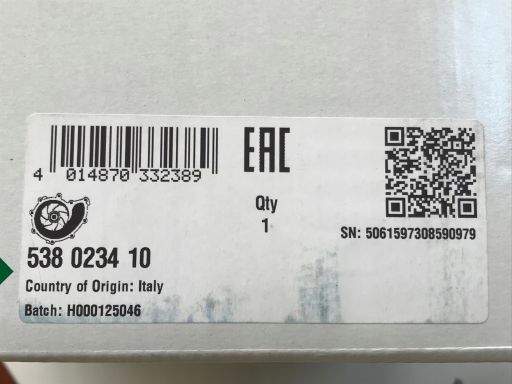 4 014870 332389
EAC
Qty
1
SN: 5061597308590979
538 0234 10
Country of Origin: Italy
Batch: H000125046